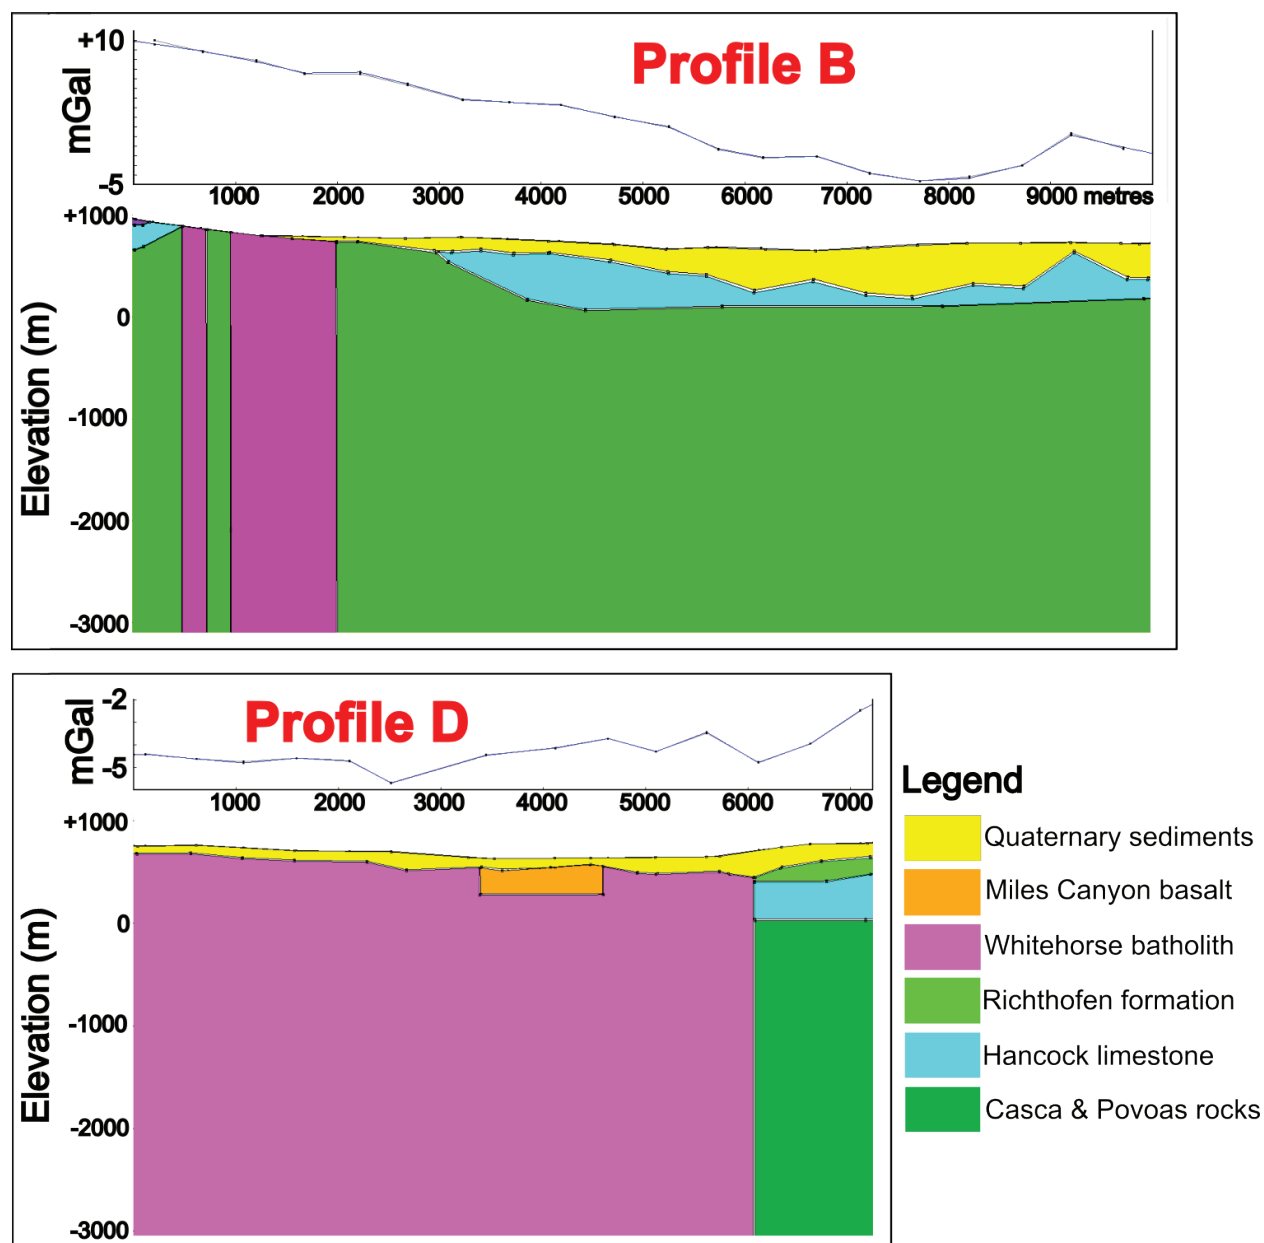 Profile B
+10
mGal
-5
1000 2000 3000 4000 5000 6000 7000 8000 9000 metres
+1000
0
-1000
-2000
-3000
Elevation (m)
Profile D
-2
mGal
-5
1000 2000 3000 4000 5000 6000 7000
+1000
0
-1000
-2000
-3000
Elevation (m)
Legend
Quaternary sediments
Miles Canyon basalt
Whitehorse batholith
Richthofen formation
Hancock limestone
Casca & Povoas rocks